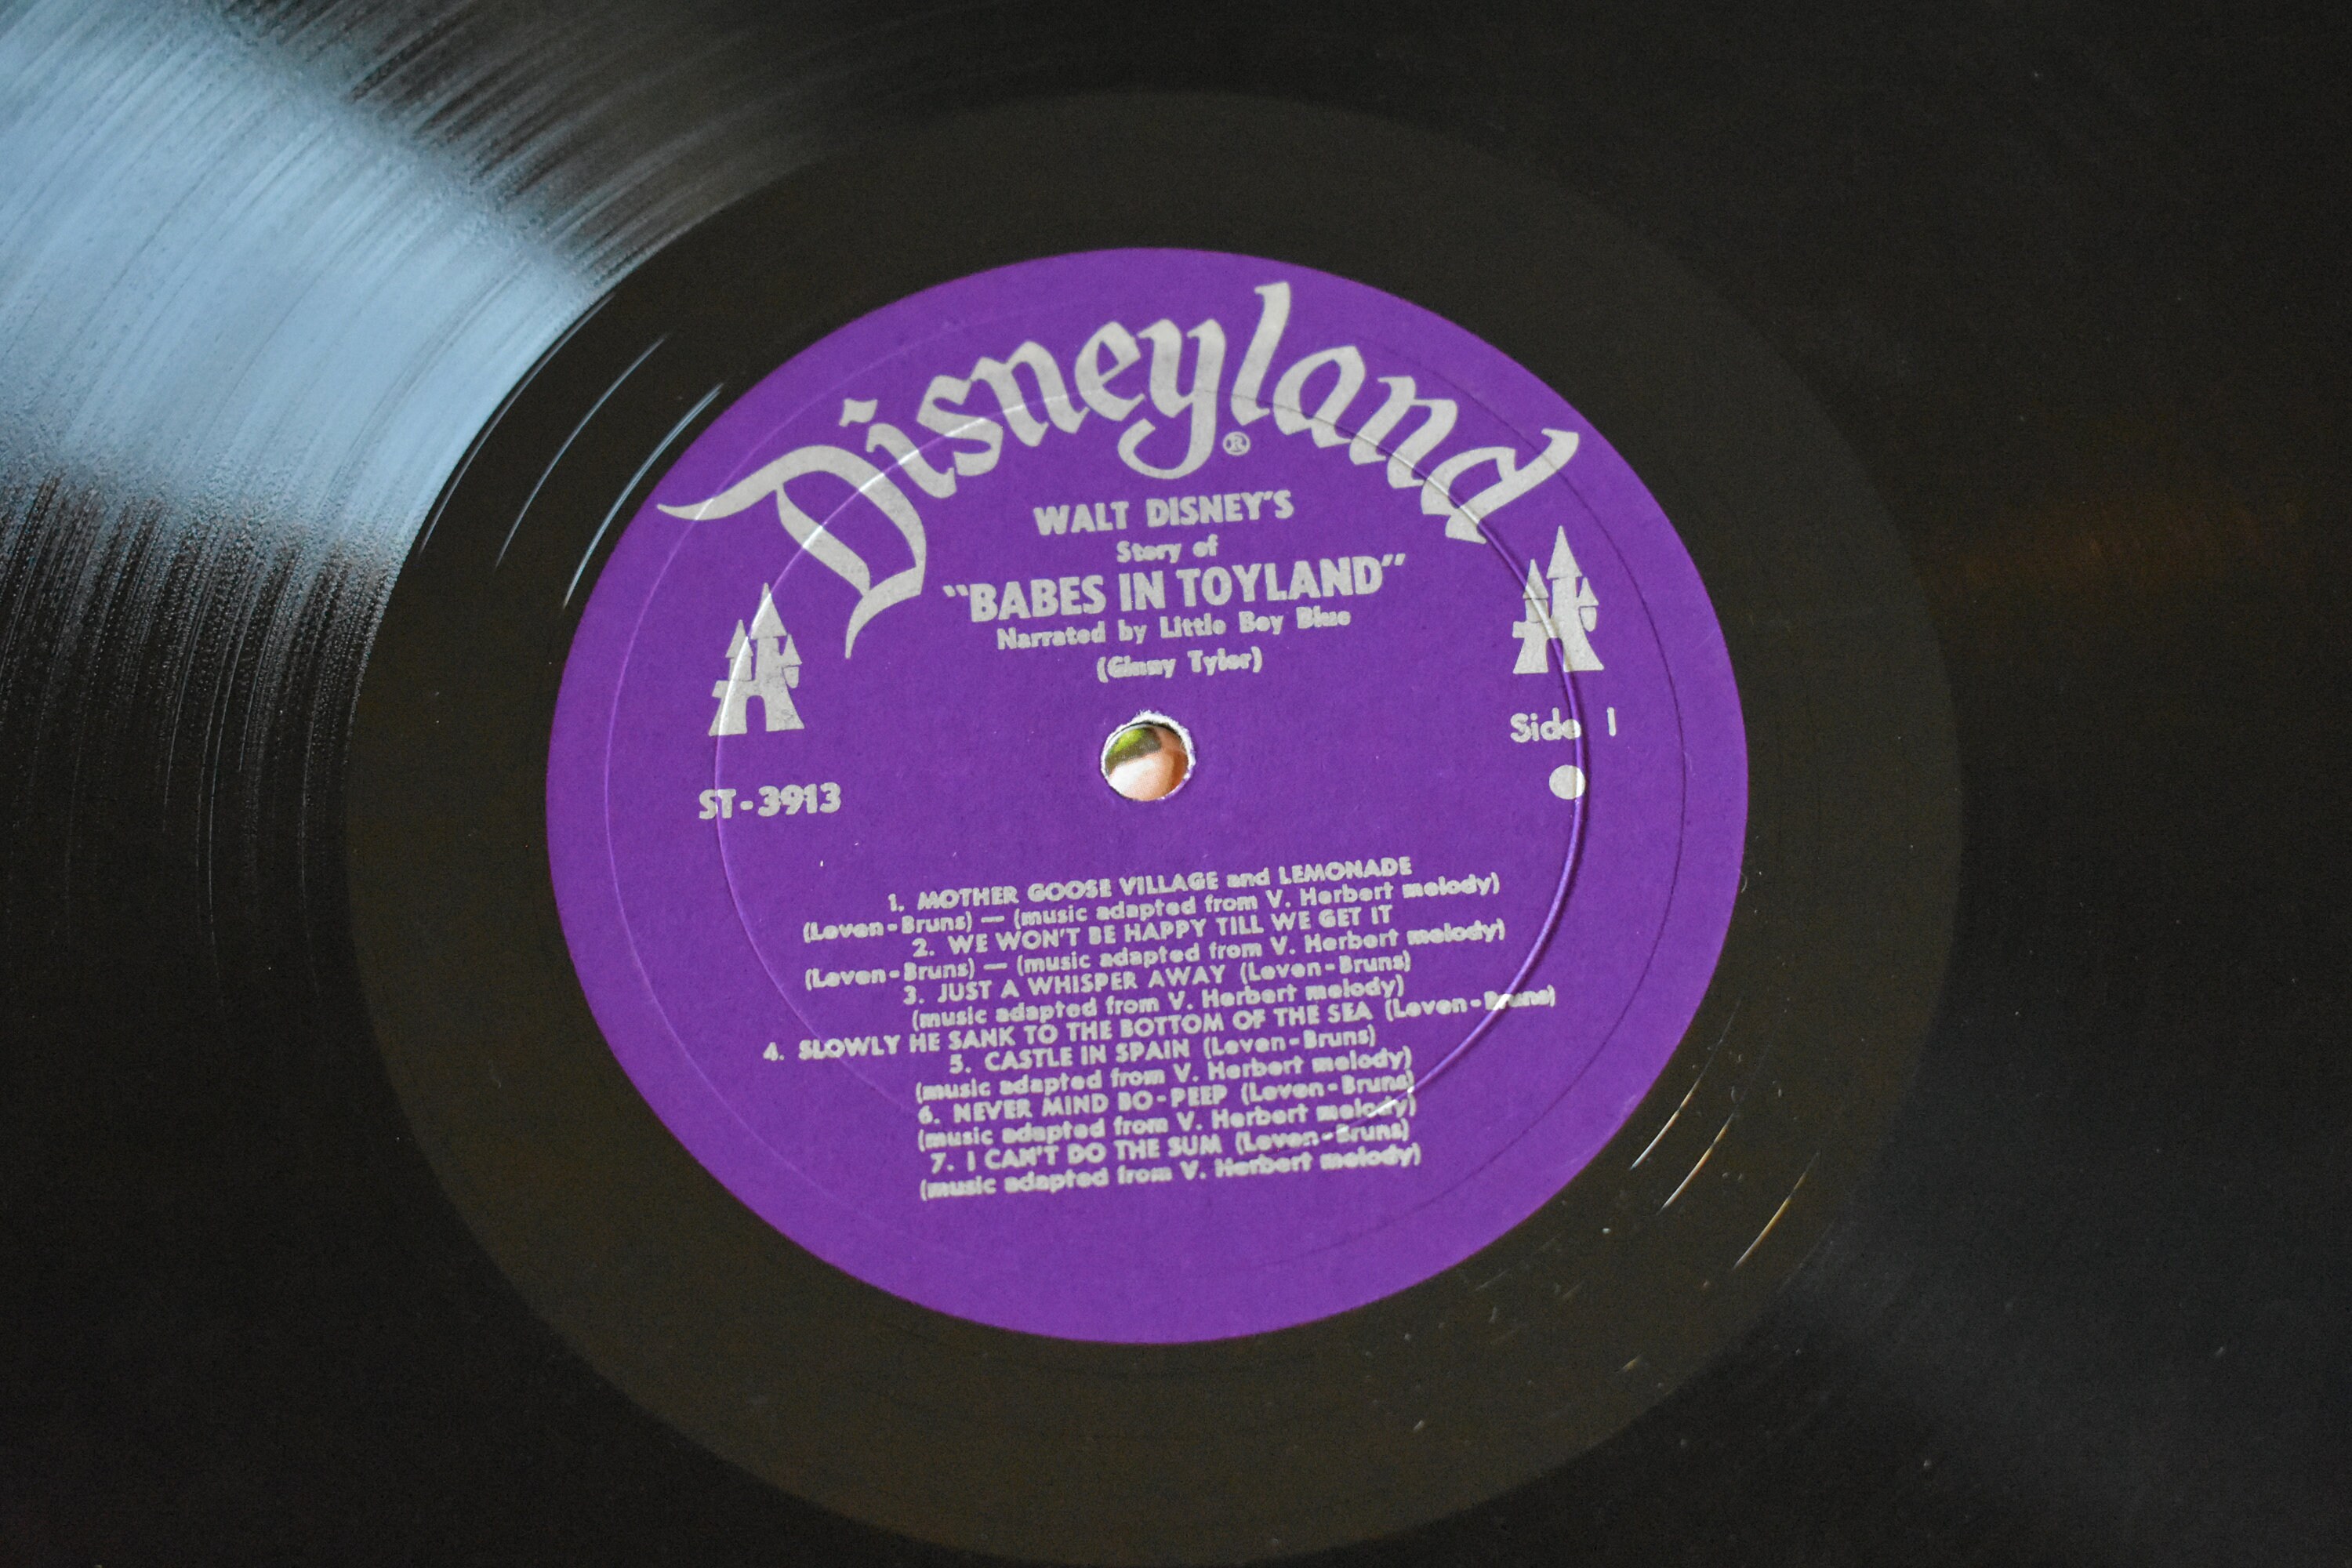 Disneyland®
WALT DISNEY'S
Story of
"BABES IN TOYLAND"
Narrated by Little Boy Blue
(Ginny Tyler)
Side 1
ST-3913
1. MOTHER GOOSE VILLAGE and LEMONADE
(Leven-Bruns) — (music adapted from V. Herbert melody)
2. WE WON'T BE HAPPY TILL WE GET IT
(Leven-Bruns) — (music adapted from V. Herbert melody)
3. JUST A WHISPER AWAY (Leven-Bruns)
(music adapted from V. Herbert melody)
4. SLOWLY HE SANK TO THE BOTTOM OF THE SEA (Leven-Bruns)
5. CASTLE IN SPAIN (Leven-Bruns)
(music adapted from V. Herbert melody)
6. NEVER MIND BO-PEEP (Leven-Bruns)
(music adapted from V. Herbert melody)
7. I CAN'T DO THE SUM (Leven-Bruns)
(music adapted from V. Herbert melody)